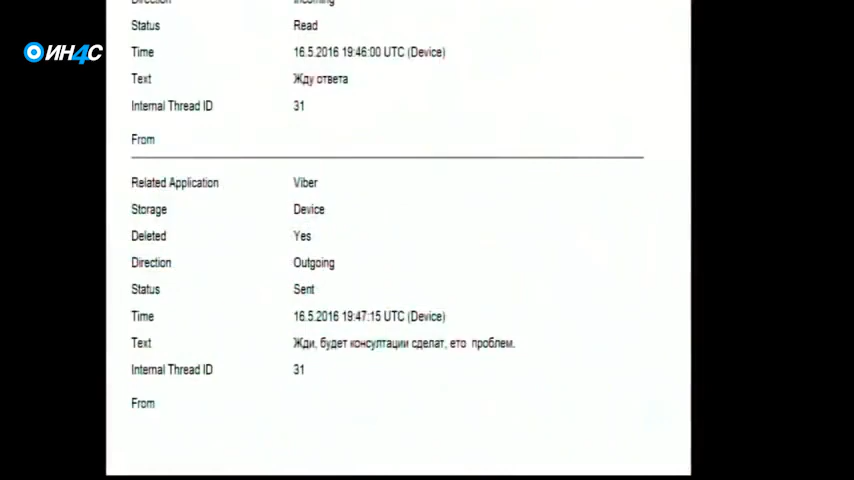 Direction Incoming
Status Read
ИН4С
Time 16.5.2016 19:46:00 UTC (Device)
Text Жду ответа
Internal Thread ID 31
From
Related Application Viber
Storage Device
Deleted Yes
Direction Outgoing
Status Sent
Time 16.5.2016 19:47:15 UTC (Device)
Text Жди, будет консултации сделат, ето проблем.
Internal Thread ID 31
From